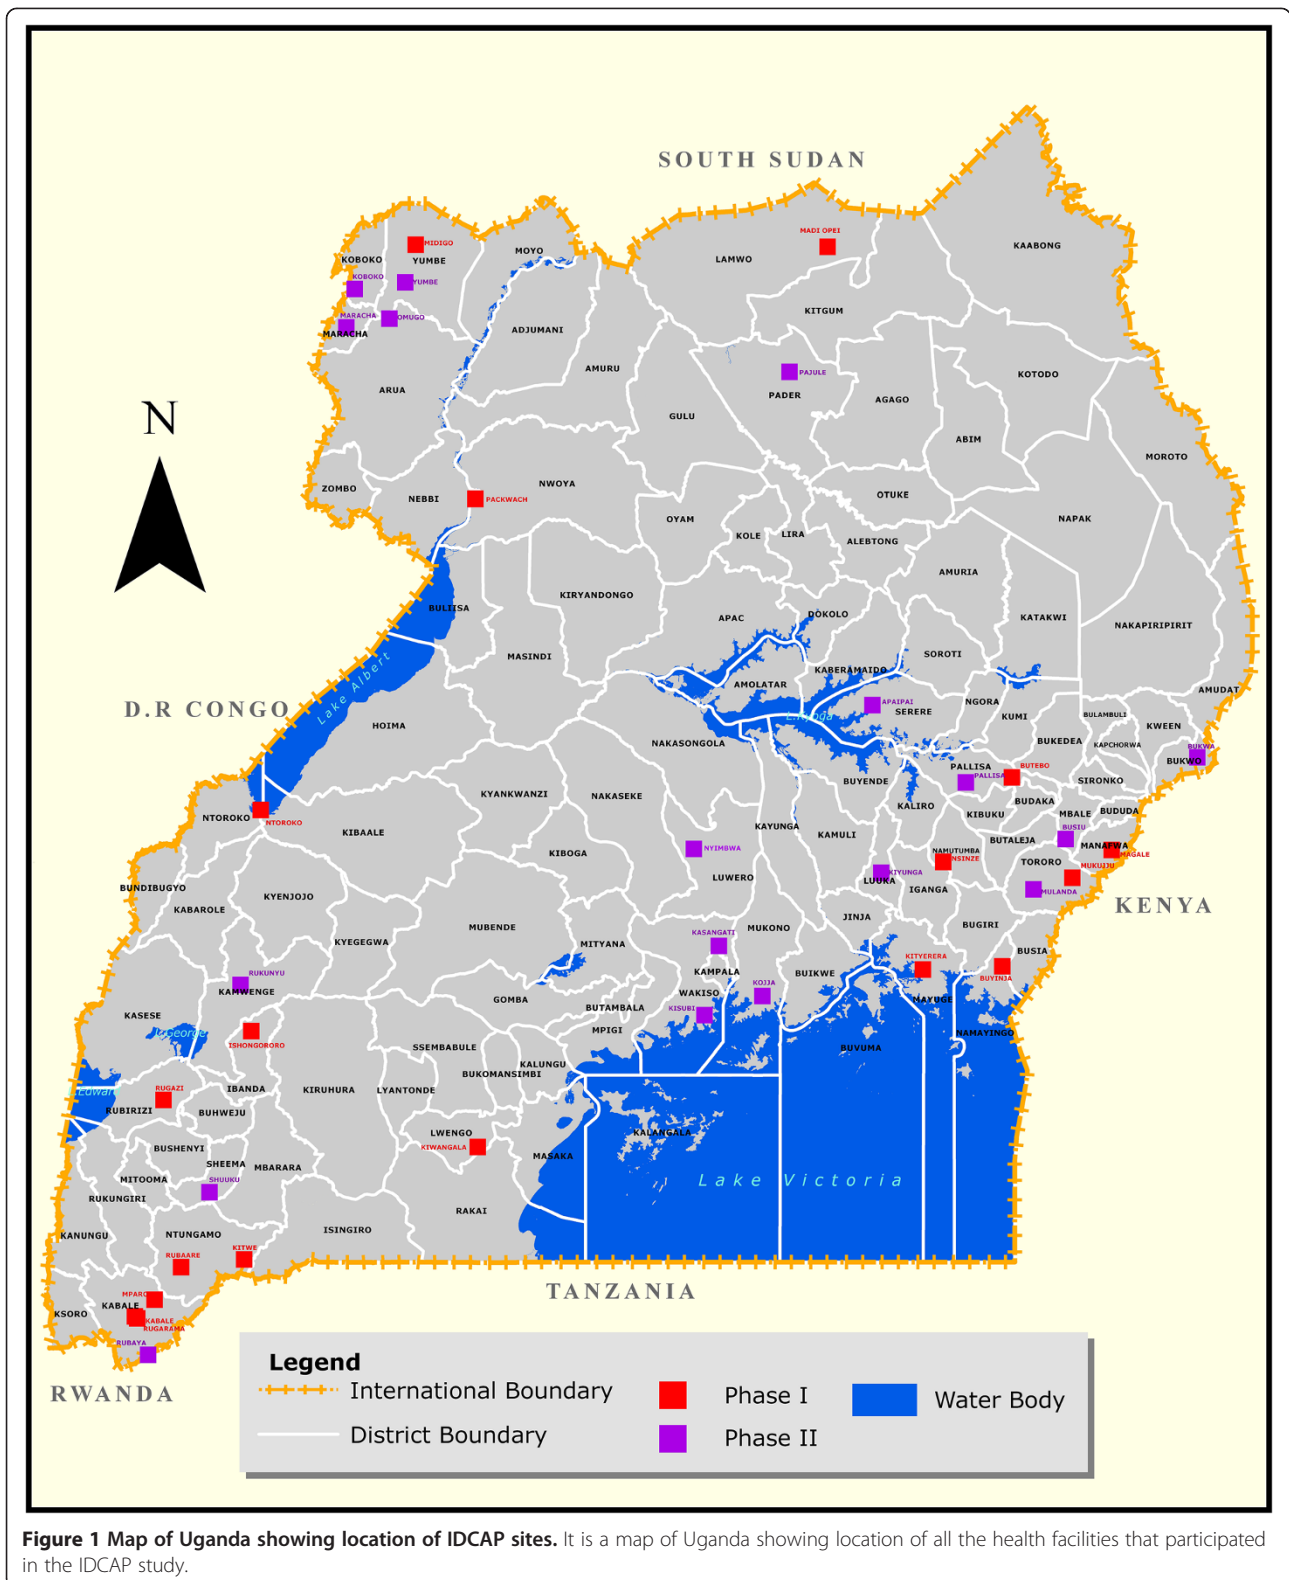 SOUTH SUDAN
KAABONG
MADI OPEI
LAMWO
MIDIGO
MOYO
KOBOKO
YUMBE
KOBOKO
YUMBE
KITGUM
MARACHA
OMUGO
MARACHA
ADJUMANI
AMURU
PAJULE
KOTODO
ARUA
PADER
AGAGO
N
GULU
ABIM
MOROTO
ZOMBO
NEBBI
PACKWACH
NWOYA
OTUKE
OYAM
NAPAK
KOLE
LIRA
ALEBTONG
AMURIA
BULIISA
KIRYANDONGO
APAC
DOKOLO
KATAKWI
NAKAPIRIPIRIT
MASINDI
SOROTI
KABERAMAIDO
AMOLATAR
AMUDAT
Lake Albert
D.R CONGO
HOIMA
APAIPAI
SERERE
NGORA
KUMI
BULAMBULI
L.Kyoga
KWEEN
NAKASONGOLA
BUKEDEA
KAPCHORWA
BUKWA
BUKWO
PALLISA
BUTEBO
PALLISA
BUYENDE
SIRONKO
KYANKWANZI
NAKASEKE
KALIRO
BUDAKA
NTOROKO
NTOROKO
KIBUKU
MBALE
BUDUDA
KIBAALE
KAYUNGA
KAMULI
BUSIU
BUTALEJA
MANAFWA
NYIMBWA
KIBOGA
NAMUTUMBA
NSINZE
MAGALE
TORORO
MUKUJJU
LUWERO
KIYUNGA
LUUKA
IGANGA
MULANDA
BUNDIBUGYO
KYENJOJO
KABAROLE
KENYA
JINJA
MUBENDE
MUKONO
BUGIRI
KASANGATI
KYEGEGWA
MITYANA
BUSIA
KITYERERA
KAMPALA
BUIKWE
BUYINJA
RUKUNYU
KAMWENGE
KOJJA
WAKISO
GOMBA
MAYUGE
BUTAMBALA
KISUBI
KASESE
L.George
MPIGI
NAMAYINGO
ISHONGORORO
SSEMBABULE
BUVUMA
KALUNGU
BUKOMANSIMBI
RUGAZI
IBANDA
KIRUHURA
LYANTONDE
Edwar
RUBIRIZI
BUHWEJU
LWENGO
KALANGALA
KIWANGALA
BUSHENYI
MASAKA
SHEEMA
MBARARA
MITOOMA
SHUUKU
Lake Victoria
RUKUNGIRI
RAKAI
KANUNGU
NTUNGAMO
ISINGIRO
RUBAARE
KITWE
TANZANIA
MPARO
KABALE
KSORO
KABALE
RUGARAMA
RUBAYA
RWANDA
Legend
International Boundary
Phase I
Water Body
District Boundary
Phase II
Figure 1 Map of Uganda showing location of IDCAP sites. It is a map of Uganda showing location of all the health facilities that participated
in the IDCAP study.